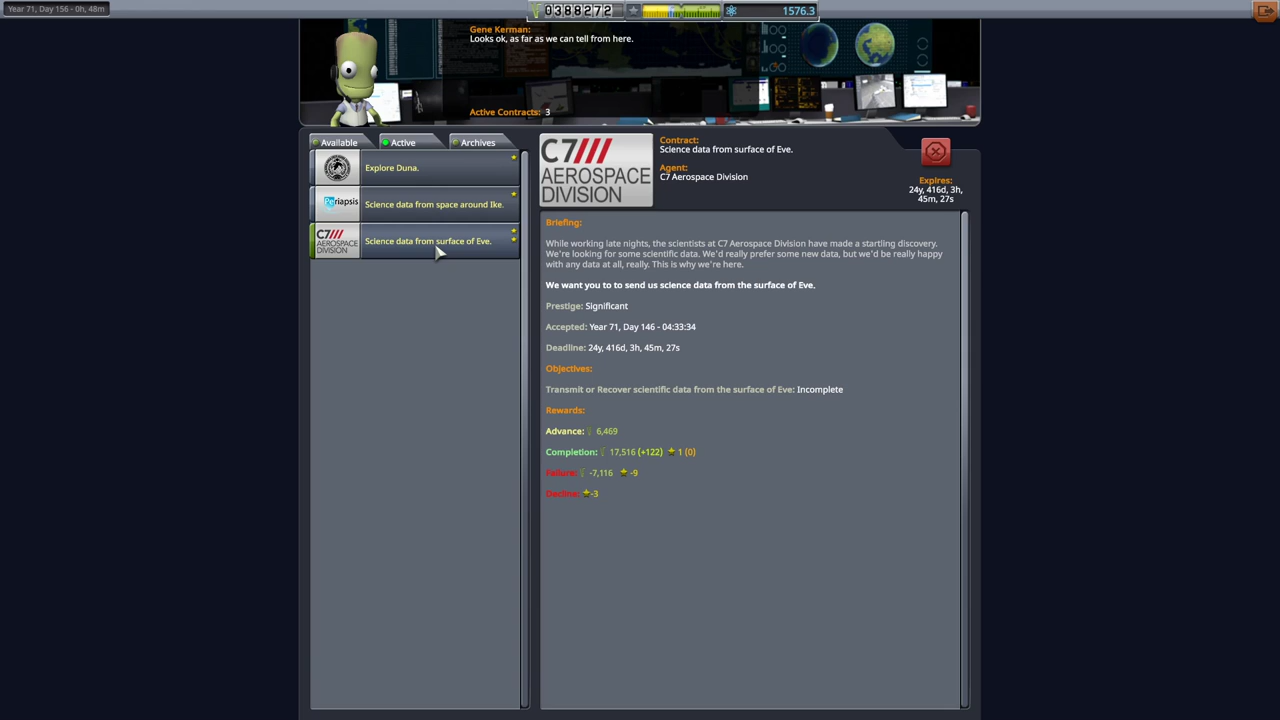 Year 71, Day 156 - 0h, 48m
0388272
1576.3
Gene Kerman:
Looks ok, as far as we can tell from here.
Active Contracts: 3
Available
Active
Archives
Explore Duna.
Periapsis
Science data from space around Ike.
C7/// AEROSPACE DIVISION
Science data from surface of Eve.
C7///
AEROSPACE
DIVISION
Contract:
Science data from surface of Eve.
Agent:
C7 Aerospace Division
Expires:
24y, 416d, 3h,
45m, 27s
Briefing:
While working late nights, the scientists at C7 Aerospace Division have made a startling discovery.
We're looking for some scientific data. We'd really prefer some new data, but we'd be really happy
with any data at all, really. This is why we're here.
We want you to to send us science data from the surface of Eve.
Prestige: Significant
Accepted: Year 71, Day 146 - 04:33:34
Deadline: 24y, 416d, 3h, 45m, 27s
Objectives:
Transmit or Recover scientific data from the surface of Eve: Incomplete
Rewards:
Advance: 6,469
Completion: 17,516 (+122) 1 (0)
Failure: -7,116 -9
Decline: -3